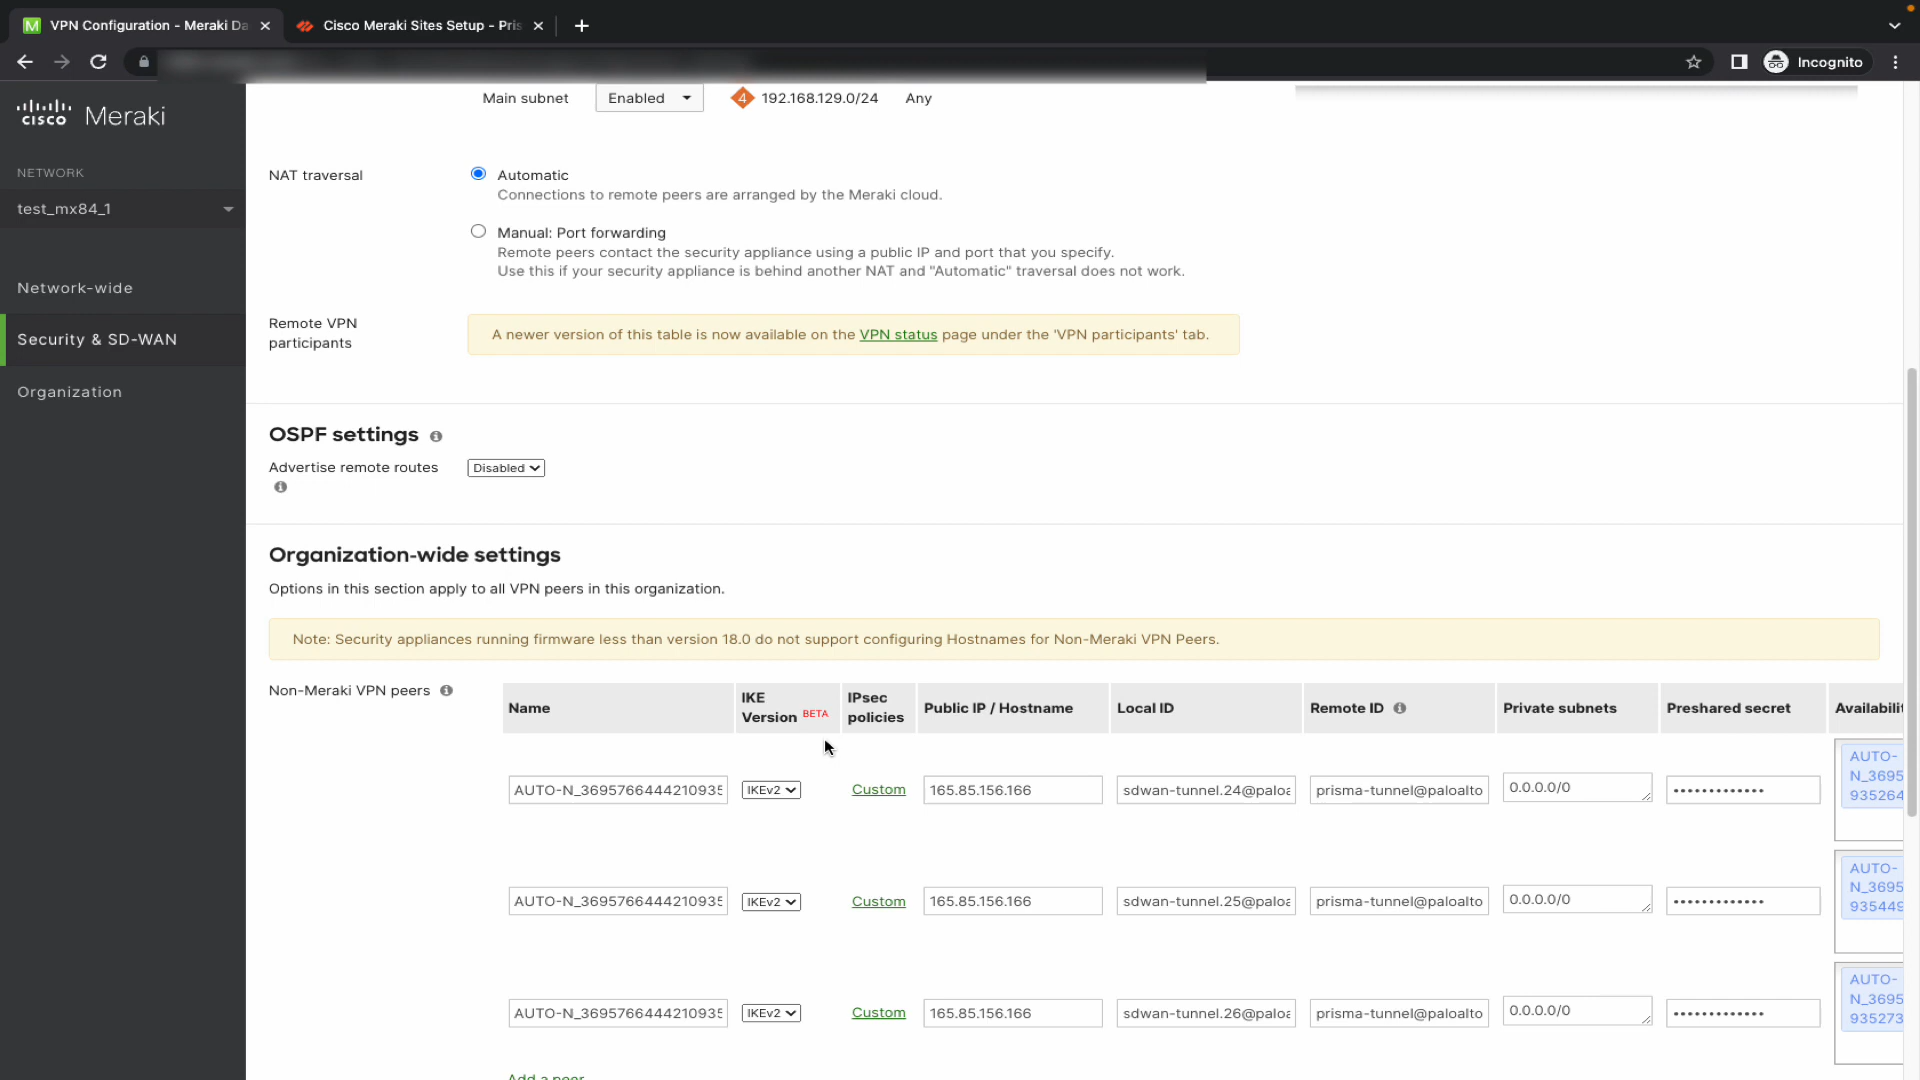 VPN Configuration - Meraki Da
Cisco Meraki Sites Setup - Pris
Incognito
cisco Meraki
NETWORK
test_mx84_1
Network-wide
Security & SD-WAN
Organization
Main subnet Enabled 4 192.168.129.0/24 Any
NAT traversal
Automatic
Connections to remote peers are arranged by the Meraki cloud.
Manual: Port forwarding
Remote peers contact the security appliance using a public IP and port that you specify.
Use this if your security appliance is behind another NAT and "Automatic" traversal does not work.
Remote VPN
participants
A newer version of this table is now available on the VPN status page under the 'VPN participants' tab.
OSPF settings
Advertise remote routes Disabled
Organization-wide settings
Options in this section apply to all VPN peers in this organization.
Note: Security appliances running firmware less than version 18.0 do not support configuring Hostnames for Non-Meraki VPN Peers.
Non-Meraki VPN peers
Name
IKE
Version BETA
IPsec
policies
Public IP / Hostname
Local ID
Remote ID
Private subnets
Preshared secret
Availabilit
AUTO-N_3695766444210935 IKEv2 Custom 165.85.156.166 sdwan-tunnel.24@paloa prisma-tunnel@paloalto 0.0.0.0/0 •••••••••••••
AUTO-
N_3695
935264
AUTO-N_3695766444210935 IKEv2 Custom 165.85.156.166 sdwan-tunnel.25@paloa prisma-tunnel@paloalto 0.0.0.0/0 •••••••••••••
AUTO-
N_3695
935449
AUTO-N_3695766444210935 IKEv2 Custom 165.85.156.166 sdwan-tunnel.26@paloa prisma-tunnel@paloalto 0.0.0.0/0 •••••••••••••
AUTO-
N_3695
935273
Add a peer